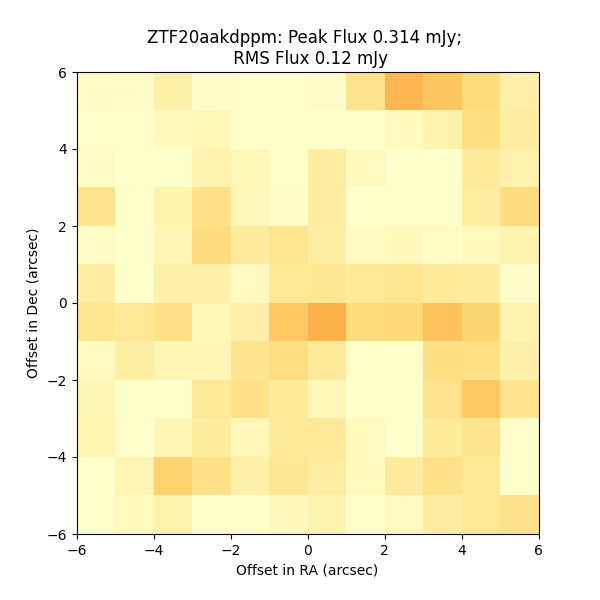 ZTF20aakdppm: Peak Flux 0.314 mJy;
RMS Flux 0.12 mJy
6
4
2
0
−2
−4
−6
Offset in Dec (arcsec)
−6 −4 −2 0 2 4 6
Offset in RA (arcsec)